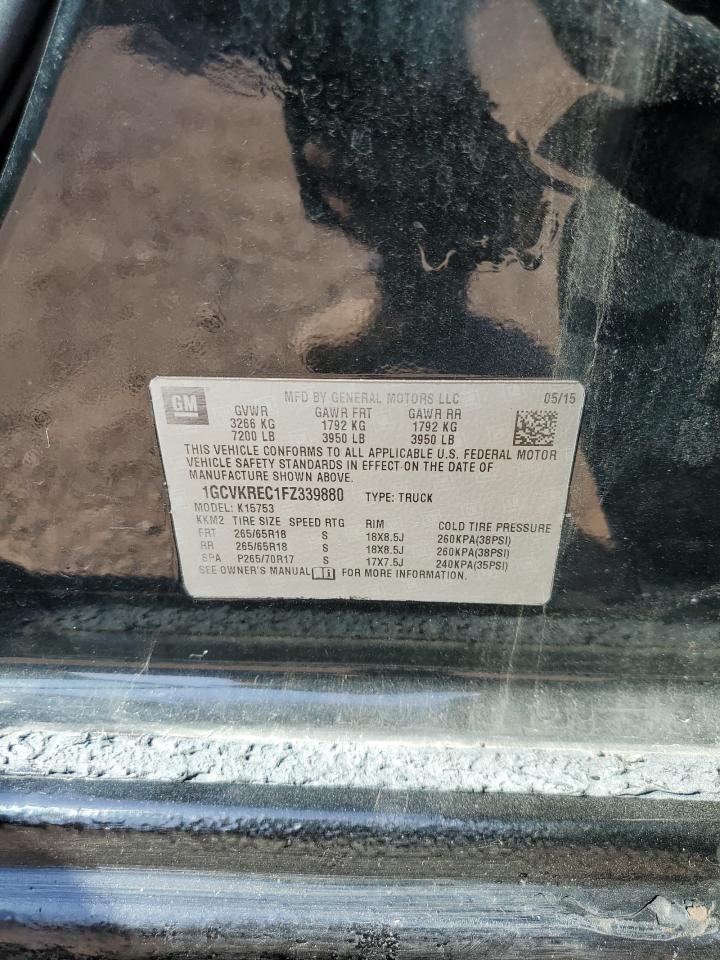 GM MFD BY GENERAL MOTORS LLC 05/15
GVWR GAWR FRT GAWR RR
3266 KG 1792 KG 1792 KG
7200 LB 3950 LB 3950 LB
THIS VEHICLE CONFORMS TO ALL APPLICABLE U.S. FEDERAL MOTOR
VEHICLE SAFETY STANDARDS IN EFFECT ON THE DATE OF
MANUFACTURE SHOWN ABOVE.
1GCVKREC1FZ339880 TYPE: TRUCK
MODEL: K15753
KKM2 TIRE SIZE SPEED RTG RIM COLD TIRE PRESSURE
FRT 265/65R18 S 18X8.5J 260KPA(38PSI)
RR 265/65R18 S 18X8.5J 260KPA(38PSI)
SPA P265/70R17 S 17X7.5J 240KPA(35PSI)
SEE OWNER'S MANUAL FOR MORE INFORMATION.